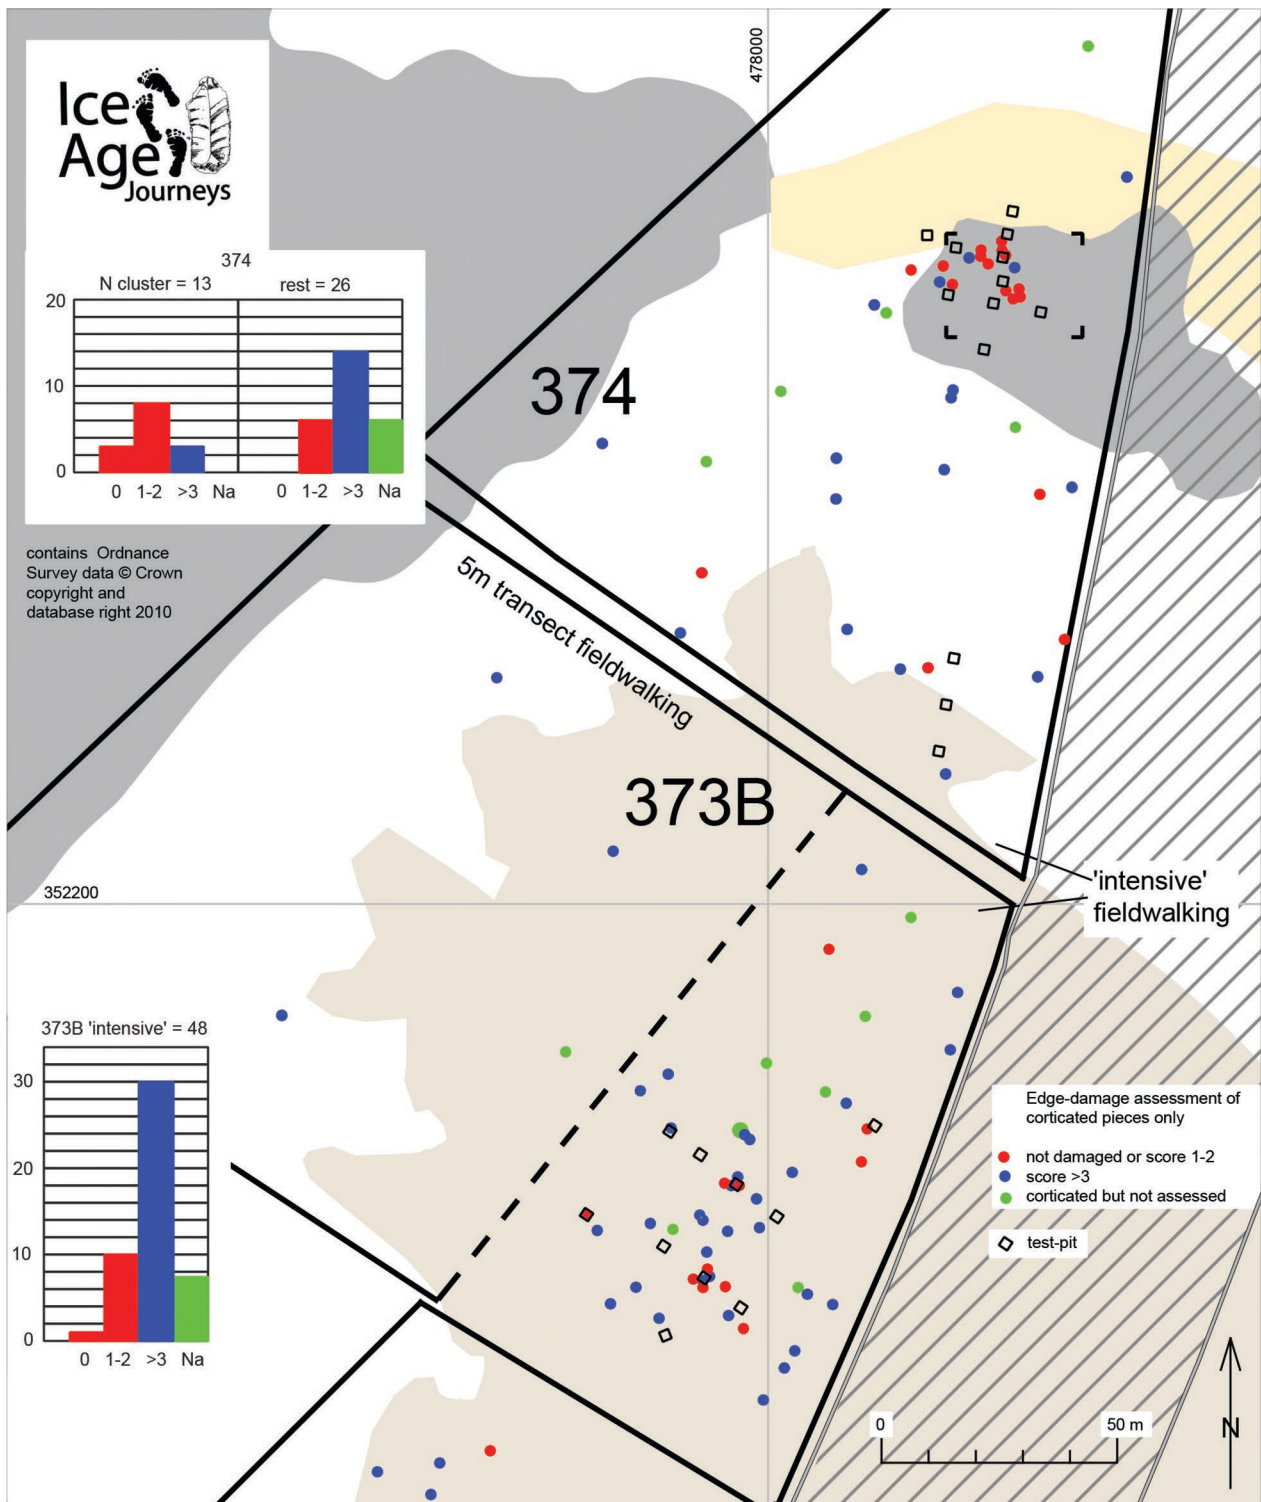 Ice
Age
Journeys
478000
374
N cluster = 13 rest = 26
20
10
0
0 1-2 >3 Na 0 1-2 >3 Na
contains Ordnance
Survey data © Crown
copyright and
database right 2010
374
5m transect fieldwalking
373B
352200
'intensive'
fieldwalking
373B 'intensive' = 48
30
20
10
0
0 1-2 >3 Na
Edge-damage assessment of
corticated pieces only
not damaged or score 1-2
score >3
corticated but not assessed
test-pit
0 50 m
N